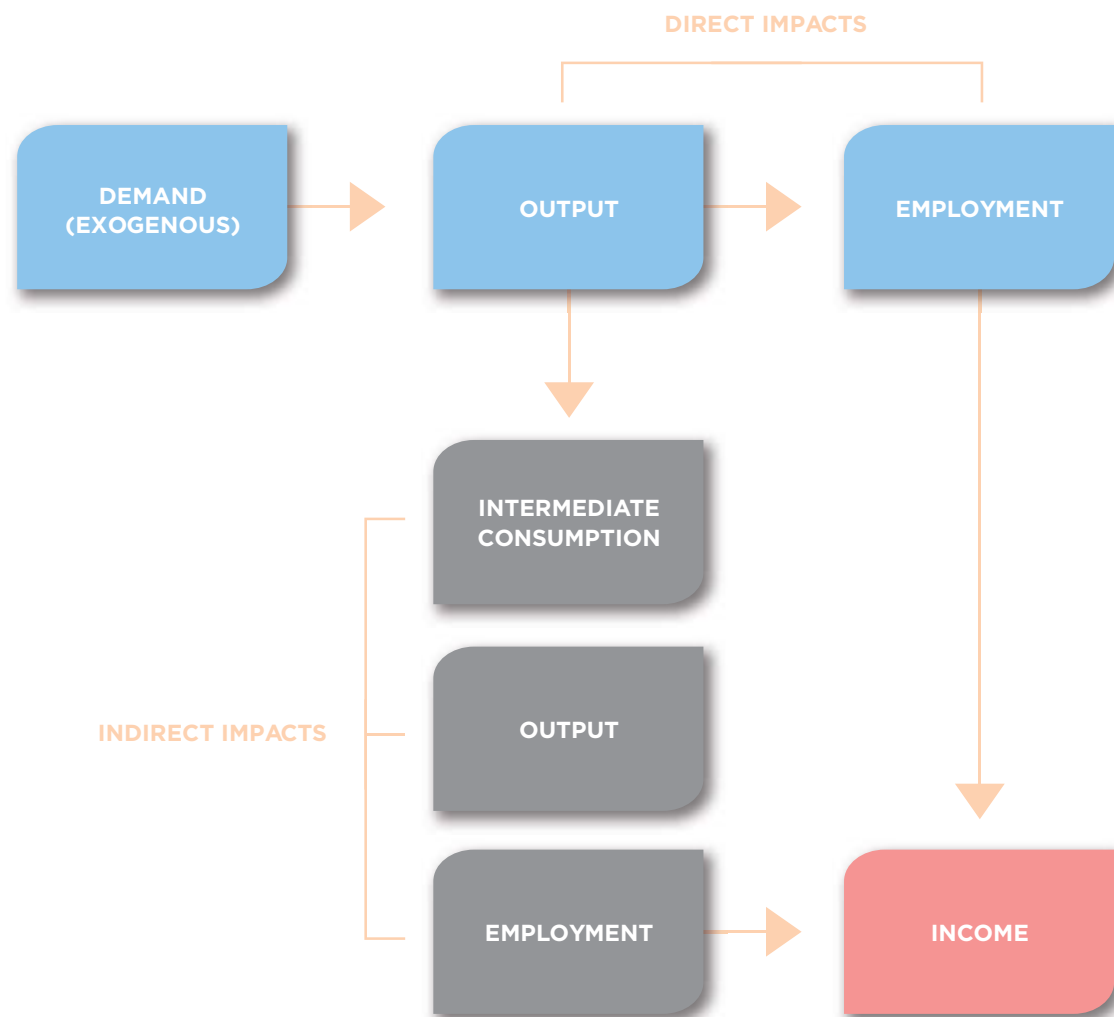 DIRECT IMPACTS
DEMAND
(EXOGENOUS)
OUTPUT
EMPLOYMENT
INTERMEDIATE
CONSUMPTION
INDIRECT IMPACTS
OUTPUT
EMPLOYMENT
INCOME